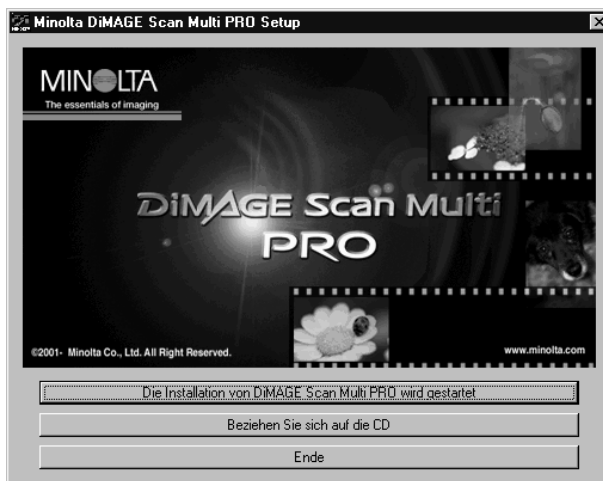 Minolta DiMAGE Scan Multi PRO Setup
MINOLTA
The essentials of imaging
DiMAGE Scan Multi
PRO
©2001- Minolta Co., Ltd. All Right Reserved.
www.minolta.com
Die Installation von DiMAGE Scan Multi PRO wird gestartet
Beziehen Sie sich auf die CD
Ende